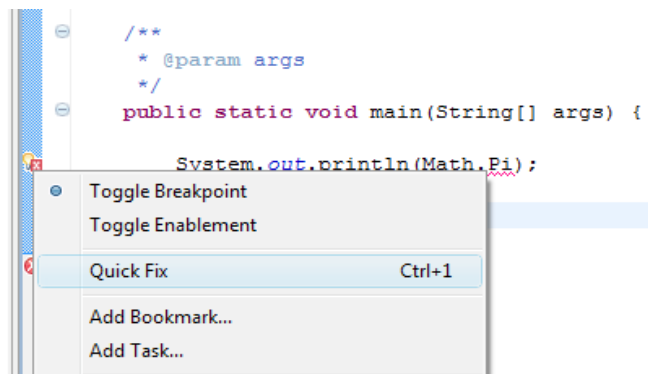 /**
* @param args
*/
public static void main(String[] args) {
System.out.println(Math.Pi);
Toggle Breakpoint
Toggle Enablement
Quick Fix Ctrl+1
Add Bookmark...
Add Task...